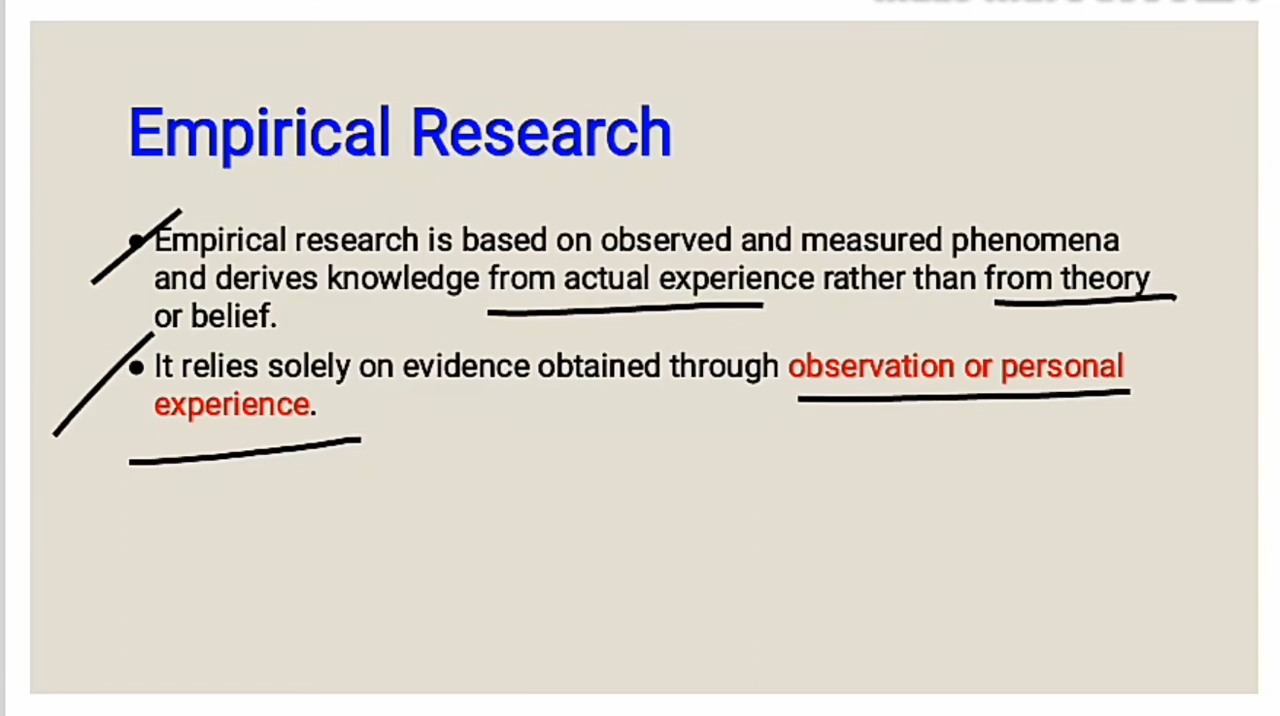 Empirical Research
• Empirical research is based on observed and measured phenomena
and derives knowledge from actual experience rather than from theory
or belief.
• It relies solely on evidence obtained through observation or personal
experience.